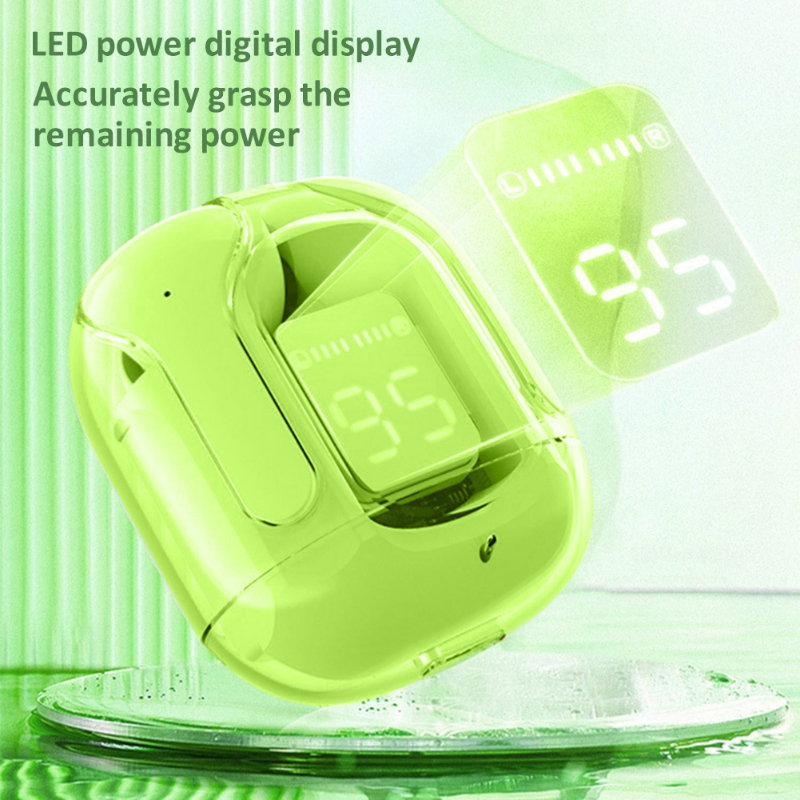 LED power digital display
Accurately grasp the
remaining power
L R
95
L R
95